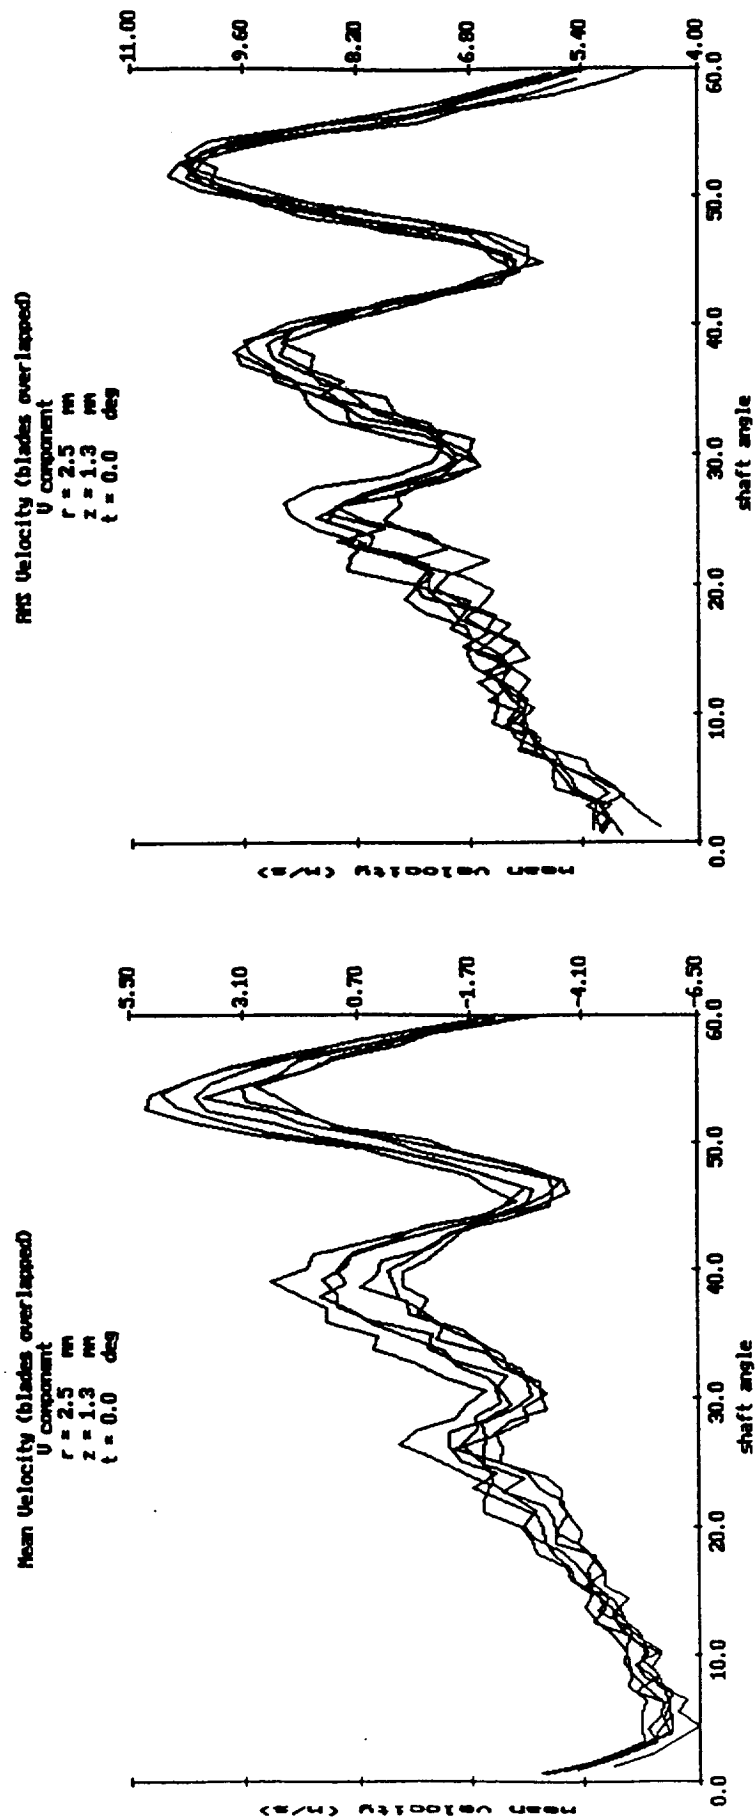 Mean Velocity (blades overlapped)
V component
r = 2.5 mm
z = 1.3 mm
t = 0.0 deg
mean velocity (m/s)
5.50
3.10
0.70
-1.70
-4.10
-6.50
0.0 10.0 20.0 30.0 40.0 50.0 60.0
shaft angle
RMS Velocity (blades overlapped)
V component
r = 2.5 mm
z = 1.3 mm
t = 0.0 deg
mean velocity (m/s)
11.00
9.60
8.20
6.80
5.40
4.00
0.0 10.0 20.0 30.0 40.0 50.0 60.0
shaft angle